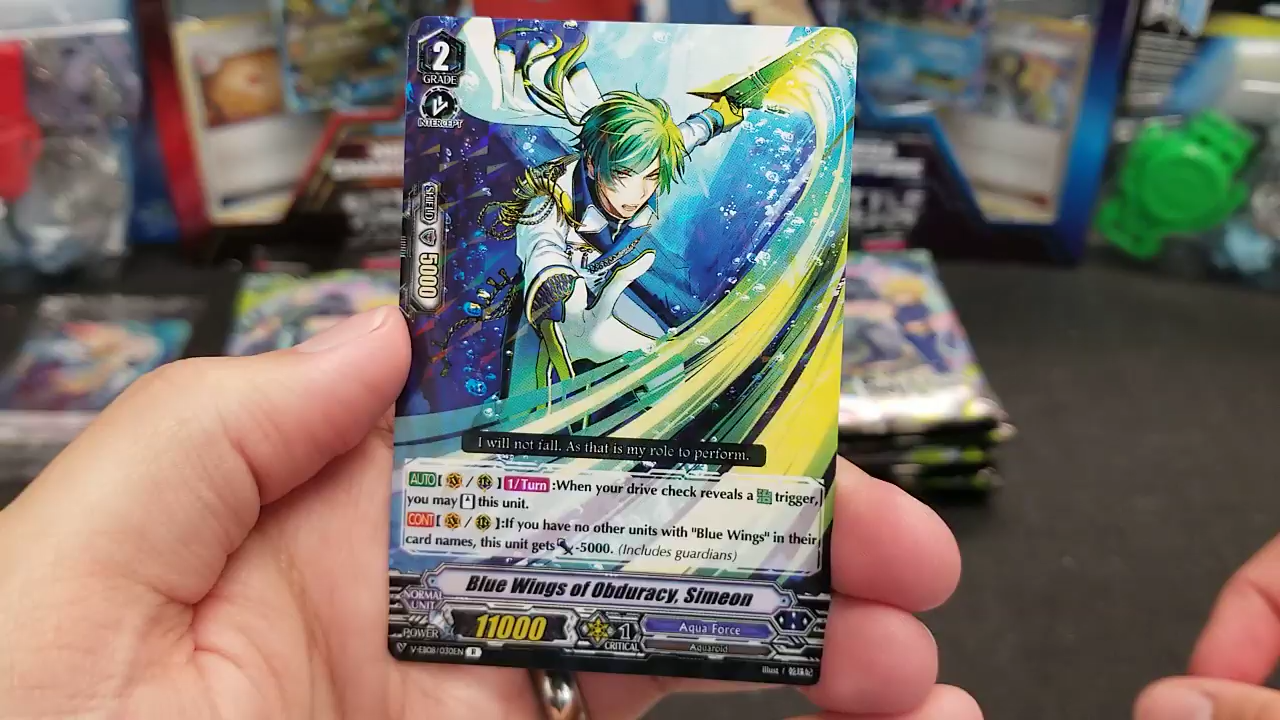 2
GRADE
INTERCEPT
SHIELD 5000
I will not fall. As that is my role to perform.
AUTO [ / ] 1/Turn :When your drive check reveals a trigger,
you may this unit.
CONT [ / ]:If you have no other units with "Blue Wings" in their
card names, this unit gets -5000. (Includes guardians)
NORMAL
UNIT
Blue Wings of Obduracy, Simeon
POWER 11000 1
CRITICAL
Aqua Force
Aquaroid
V-EB08/030EN R
illust /